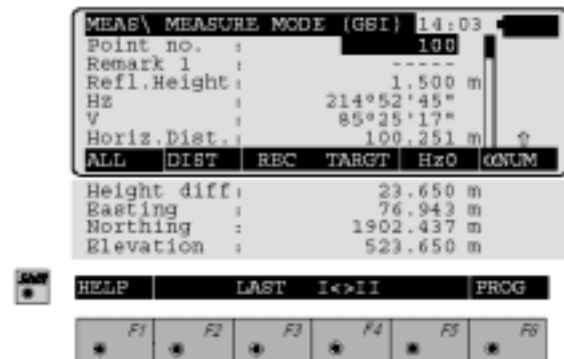 MEAS\ MEASURE MODE (GSI) 14:03
Point no. : 100
Remark 1 : -----
Refl.Height: 1.500 m
Hz : 214°52'45"
V : 85°25'17"
Horiz.Dist.: 100.251 m
ALL DIST REC TARGT Hz0 αNUM
Height diff: 23.650 m
Easting : 76.943 m
Northing : 1902.437 m
Elevation : 523.650 m
HELP LAST I<>II PROG
F1 F2 F3 F4 F5 F6